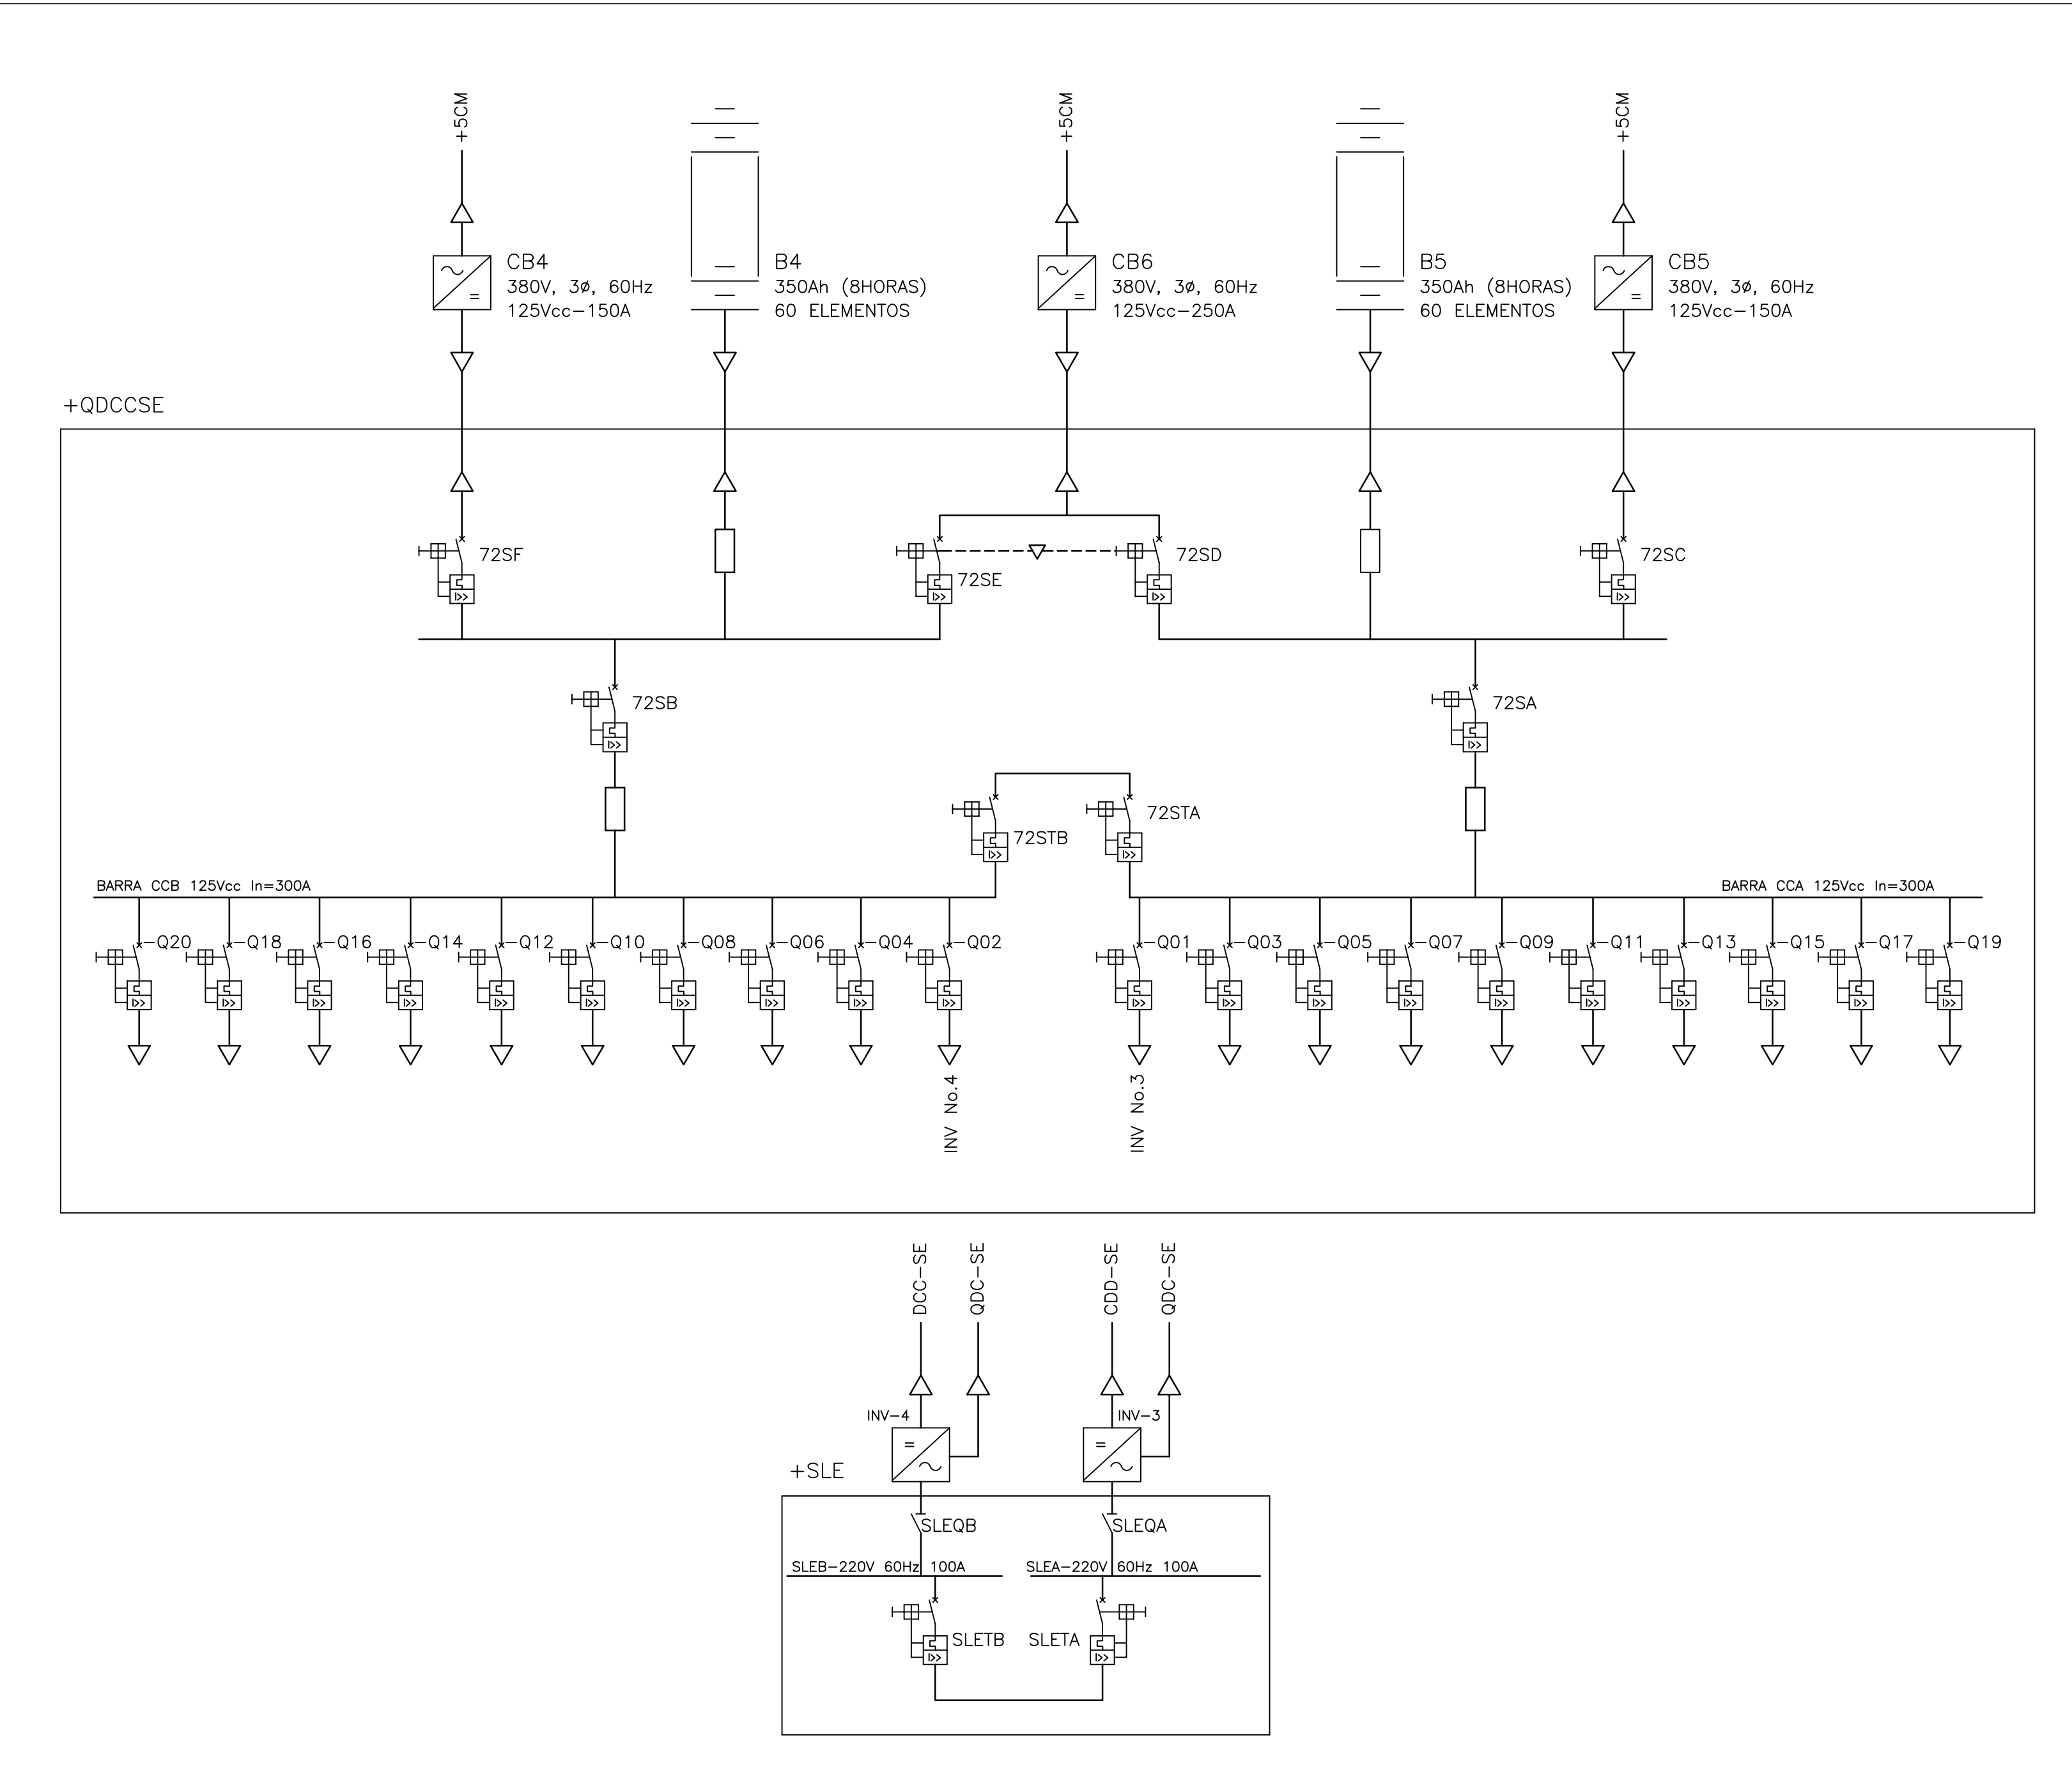 +5CM
+5CM
+5CM
CB4
380V, 3ø, 60Hz
125Vcc-150A
B4
350Ah (8HORAS)
60 ELEMENTOS
CB6
380V, 3ø, 60Hz
125Vcc-250A
B5
350Ah (8HORAS)
60 ELEMENTOS
CB5
380V, 3ø, 60Hz
125Vcc-150A
+QDCCSE
72SF
72SE
72SD
72SC
72SB
72SA
72STB
72STA
BARRA CCB 125Vcc In=300A
BARRA CCA 125Vcc In=300A
-Q20
-Q18
-Q16
-Q14
-Q12
-Q10
-Q08
-Q06
-Q04
-Q02
-Q01
-Q03
-Q05
-Q07
-Q09
-Q11
-Q13
-Q15
-Q17
-Q19
INV No.4
INV No.3
DCC-SE
QDC-SE
CDD-SE
QDC-SE
INV-4
INV-3
+SLE
SLEQB
SLEQA
SLEB-220V 60Hz 100A
SLEA-220V 60Hz 100A
SLETB
SLETA